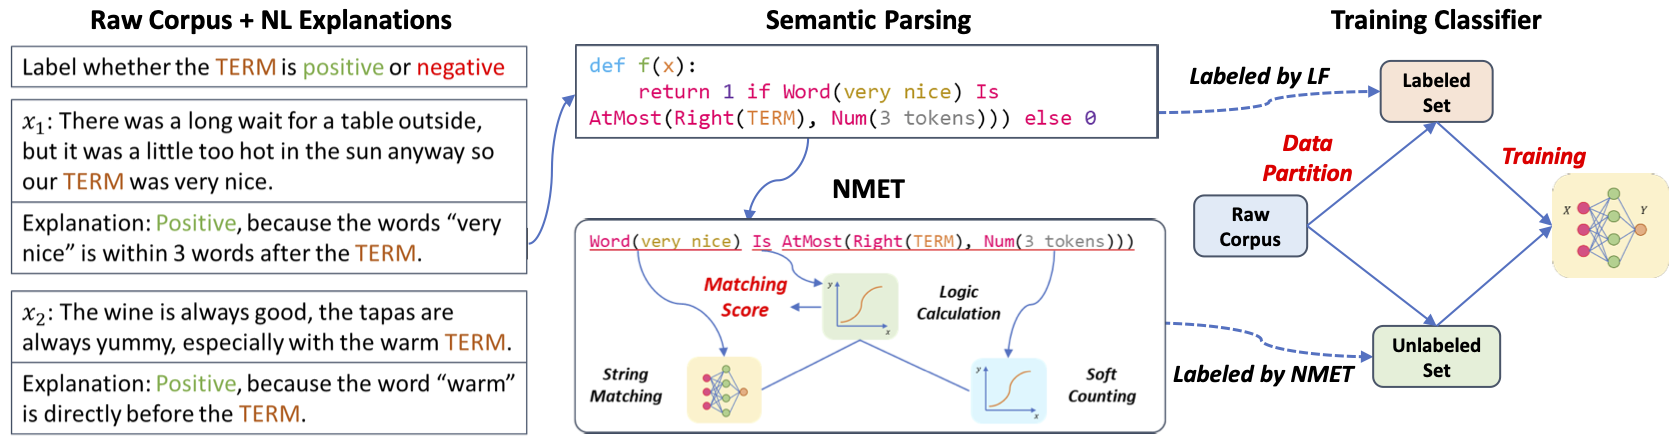 Raw Corpus + NL Explanations
Label whether the TERM is positive or negative
x₁: There was a long wait for a table outside,
but it was a little too hot in the sun anyway so
our TERM was very nice.
Explanation: Positive, because the words “very
nice” is within 3 words after the TERM.
x₂: The wine is always good, the tapas are
always yummy, especially with the warm TERM.
Explanation: Positive, because the word “warm”
is directly before the TERM.
Semantic Parsing
def f(x):
return 1 if Word(very nice) Is
AtMost(Right(TERM), Num(3 tokens))) else 0
NMET
Word(very nice) Is AtMost(Right(TERM), Num(3 tokens)))
Matching
Score
y
x
Logic
Calculation
String
Matching
y
x
Soft
Counting
Training Classifier
Labeled by LF
Labeled
Set
Data
Partition
Training
Raw
Corpus
X
Y
Labeled by NMET
Unlabeled
Set